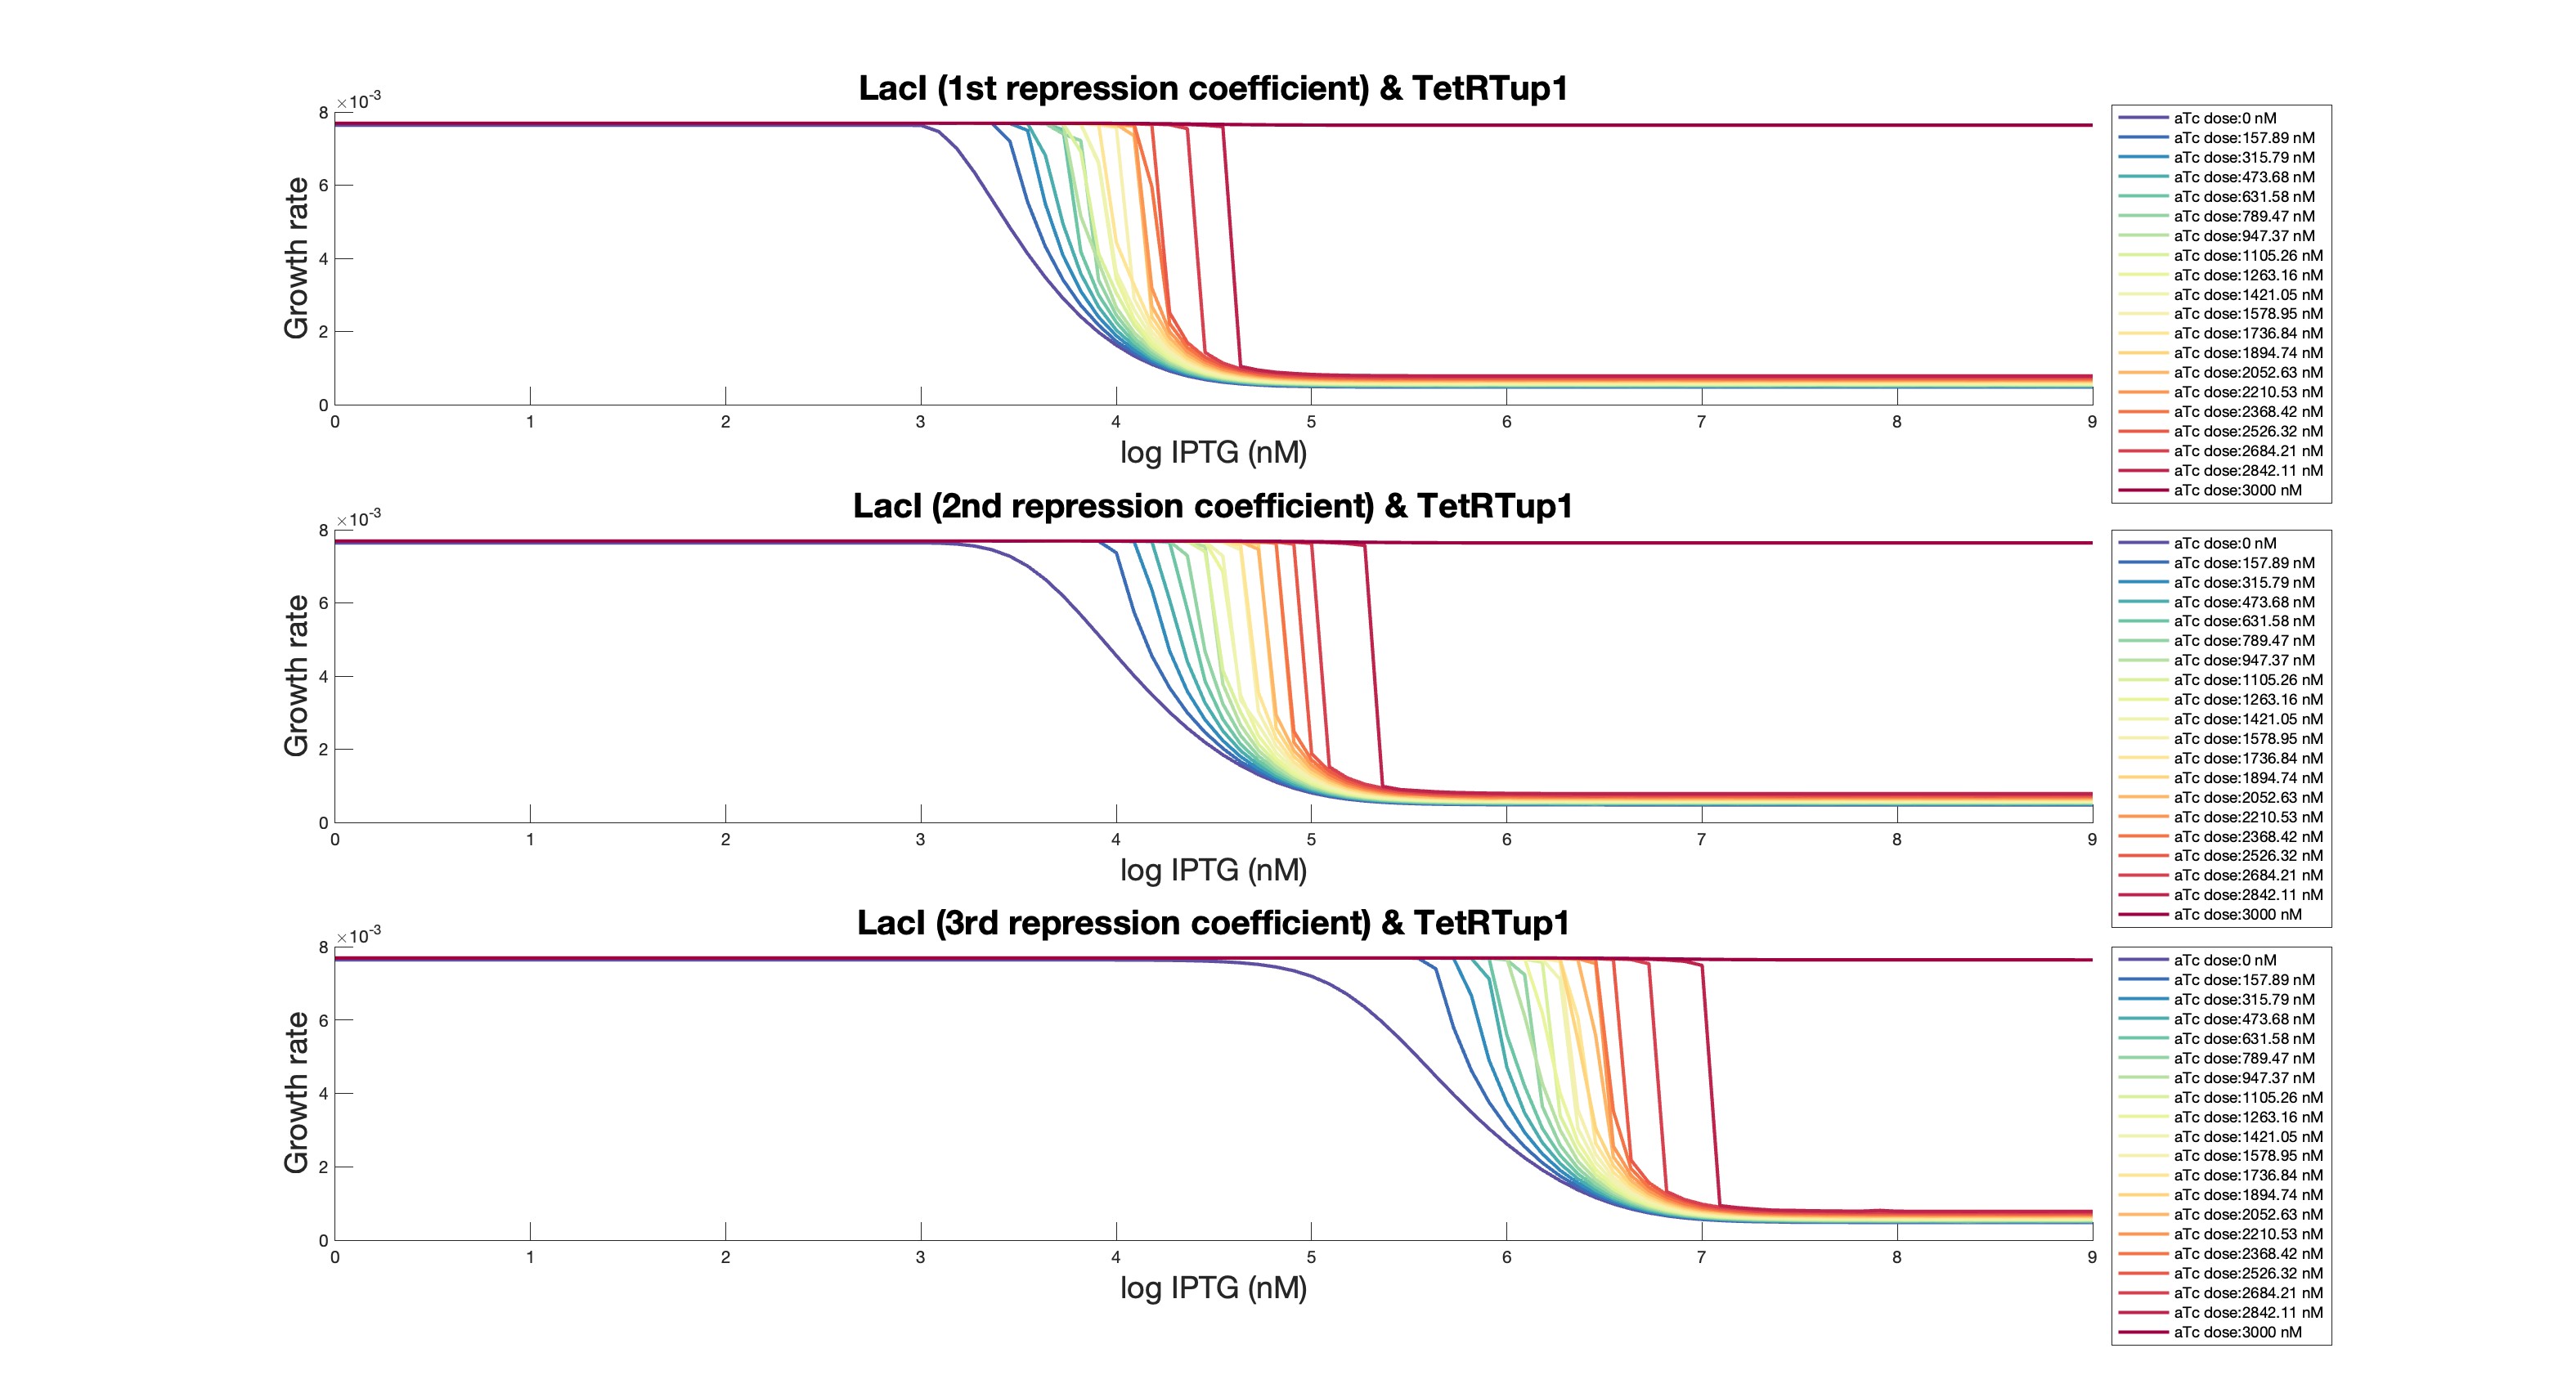 LacI (1st repression coefficient) & TetRTup1
×10-3
8
6
4
2
0
Growth rate
0 1 2 3 4 5 6 7 8 9
log IPTG (nM)
aTc dose:0 nM
aTc dose:157.89 nM
aTc dose:315.79 nM
aTc dose:473.68 nM
aTc dose:631.58 nM
aTc dose:789.47 nM
aTc dose:947.37 nM
aTc dose:1105.26 nM
aTc dose:1263.16 nM
aTc dose:1421.05 nM
aTc dose:1578.95 nM
aTc dose:1736.84 nM
aTc dose:1894.74 nM
aTc dose:2052.63 nM
aTc dose:2210.53 nM
aTc dose:2368.42 nM
aTc dose:2526.32 nM
aTc dose:2684.21 nM
aTc dose:2842.11 nM
aTc dose:3000 nM
LacI (2nd repression coefficient) & TetRTup1
×10-3
8
6
4
2
0
Growth rate
0 1 2 3 4 5 6 7 8 9
log IPTG (nM)
aTc dose:0 nM
aTc dose:157.89 nM
aTc dose:315.79 nM
aTc dose:473.68 nM
aTc dose:631.58 nM
aTc dose:789.47 nM
aTc dose:947.37 nM
aTc dose:1105.26 nM
aTc dose:1263.16 nM
aTc dose:1421.05 nM
aTc dose:1578.95 nM
aTc dose:1736.84 nM
aTc dose:1894.74 nM
aTc dose:2052.63 nM
aTc dose:2210.53 nM
aTc dose:2368.42 nM
aTc dose:2526.32 nM
aTc dose:2684.21 nM
aTc dose:2842.11 nM
aTc dose:3000 nM
LacI (3rd repression coefficient) & TetRTup1
×10-3
8
6
4
2
0
Growth rate
0 1 2 3 4 5 6 7 8 9
log IPTG (nM)
aTc dose:0 nM
aTc dose:157.89 nM
aTc dose:315.79 nM
aTc dose:473.68 nM
aTc dose:631.58 nM
aTc dose:789.47 nM
aTc dose:947.37 nM
aTc dose:1105.26 nM
aTc dose:1263.16 nM
aTc dose:1421.05 nM
aTc dose:1578.95 nM
aTc dose:1736.84 nM
aTc dose:1894.74 nM
aTc dose:2052.63 nM
aTc dose:2210.53 nM
aTc dose:2368.42 nM
aTc dose:2526.32 nM
aTc dose:2684.21 nM
aTc dose:2842.11 nM
aTc dose:3000 nM